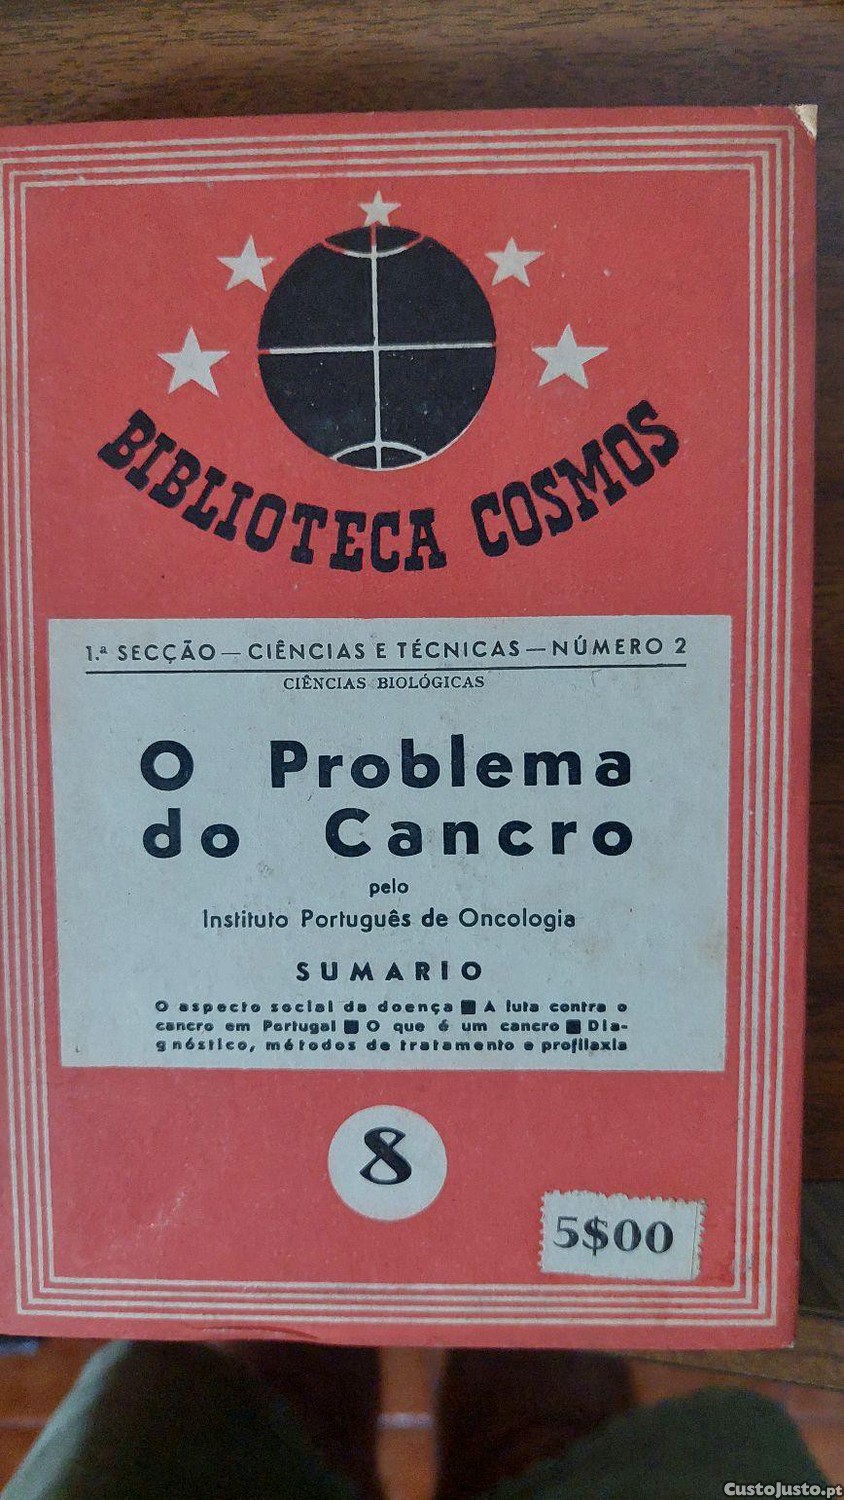 BIBLIOTECA COSMOS
1.ª SECÇÃO — CIÊNCIAS E TÉCNICAS — NÚMERO 2
CIÊNCIAS BIOLÓGICAS
O Problema
do Cancro
pelo
Instituto Português de Oncologia
SUMARIO
O aspecto social da doença ■ A luta contra o
cancro em Portugal ■ O que é um cancro ■ Dia-
gnóstico, métodos de tratamento e profilaxia
8
5$00
CustoJusto.pt